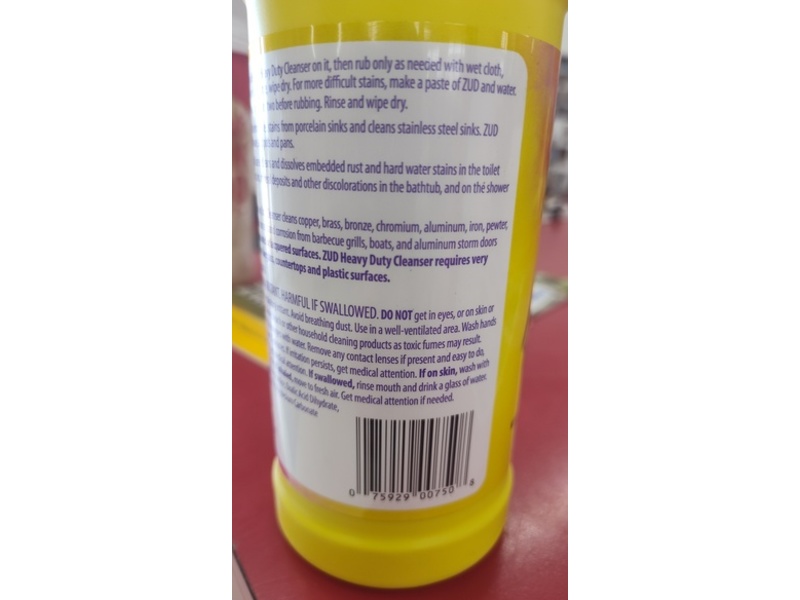 Duty Cleanser on it, then rub only as needed with wet cloth,
wipe dry. For more difficult stains, make a paste of ZUD and water.
two before rubbing. Rinse and wipe dry.
stains from porcelain sinks and cleans stainless steel sinks. ZUD
and pans.
and dissolves embedded rust and hard water stains in the toilet
deposits and other discolorations in the bathtub, and on the shower
cleans copper, brass, bronze, chromium, aluminum, iron, pewter,
corrosion from barbecue grills, boats, and aluminum storm doors
covered surfaces. ZUD Heavy Duty Cleanser requires very
countertops and plastic surfaces.
HARMFUL IF SWALLOWED. DO NOT get in eyes, or on skin or
Avoid breathing dust. Use in a well-ventilated area. Wash hands
or other household cleaning products as toxic fumes may result.
with water. Remove any contact lenses if present and easy to do,
If irritation persists, get medical attention. If on skin, wash with
attention. If swallowed, rinse mouth and drink a glass of water.
move to fresh air. Get medical attention if needed.
Acid Dihydrate,
Carbonate
0 75929 00750 8